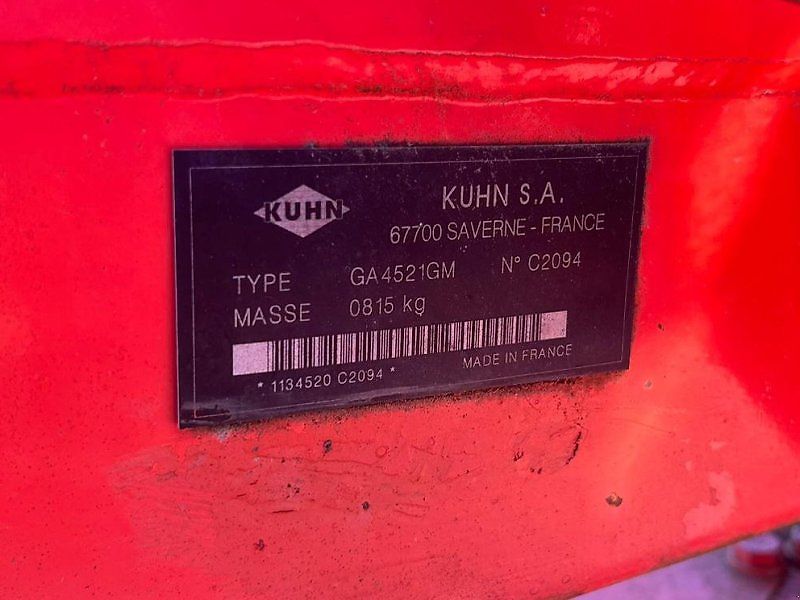 KUHN
KUHN S.A.
67700 SAVERNE - FRANCE
TYPE GA4521GM N° C2094
MASSE 0815 kg
* 1134520 C2094 * MADE IN FRANCE